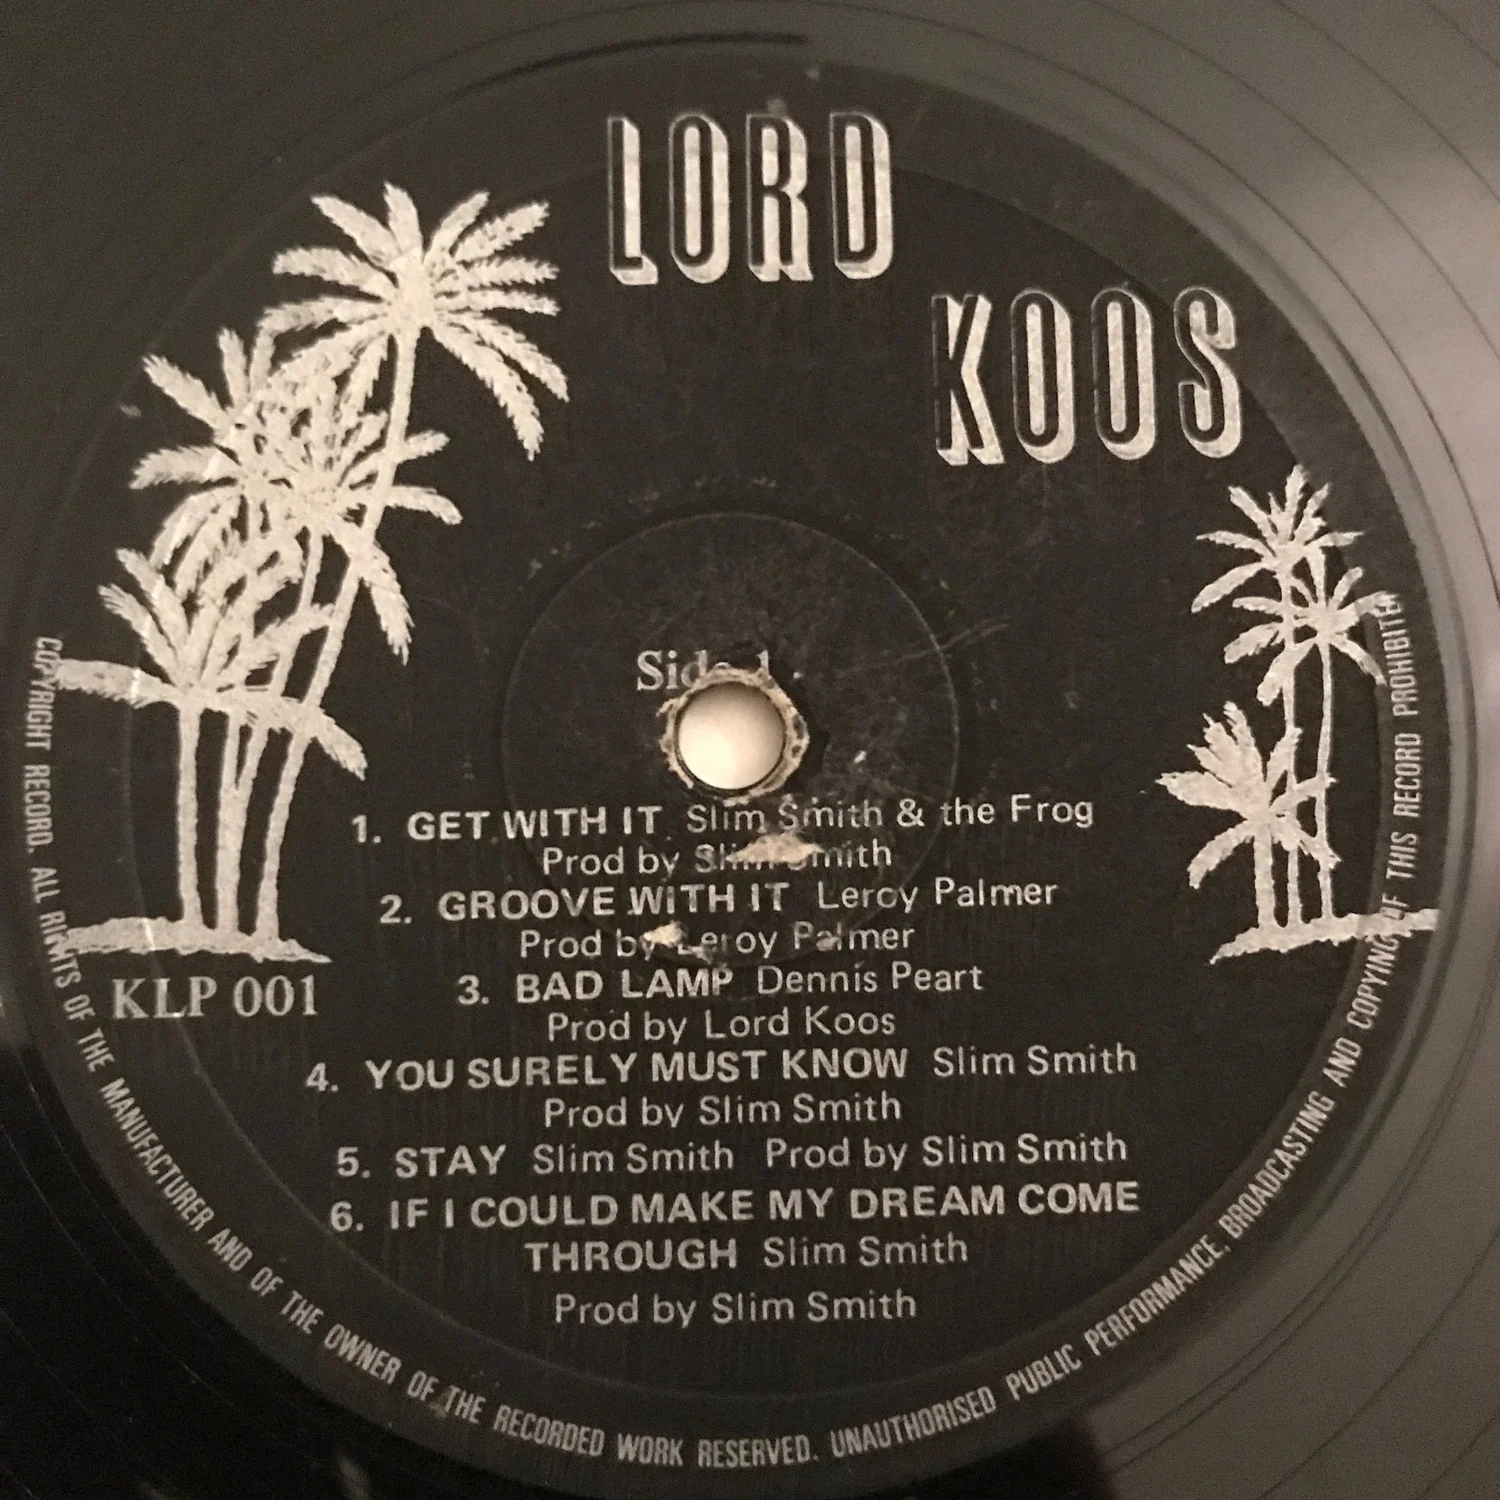 LORD
KOOS
Side 1
1. GET WITH IT Slim Smith & the Frog
Prod by Slim Smith
2. GROOVE WITH IT Leroy Palmer
Prod by Leroy Palmer
3. BAD LAMP Dennis Peart
Prod by Lord Koos
KLP 001
4. YOU SURELY MUST KNOW Slim Smith
Prod by Slim Smith
5. STAY Slim Smith Prod by Slim Smith
6. IF I COULD MAKE MY DREAM COME
THROUGH Slim Smith
Prod by Slim Smith
COPYRIGHT RECORD. ALL RIGHTS OF THE MANUFACTURER AND OF THE OWNER OF THE RECORDED WORK RESERVED. UNAUTHORISED PUBLIC PERFORMANCE, BROADCASTING AND COPYING OF THIS RECORD PROHIBITED